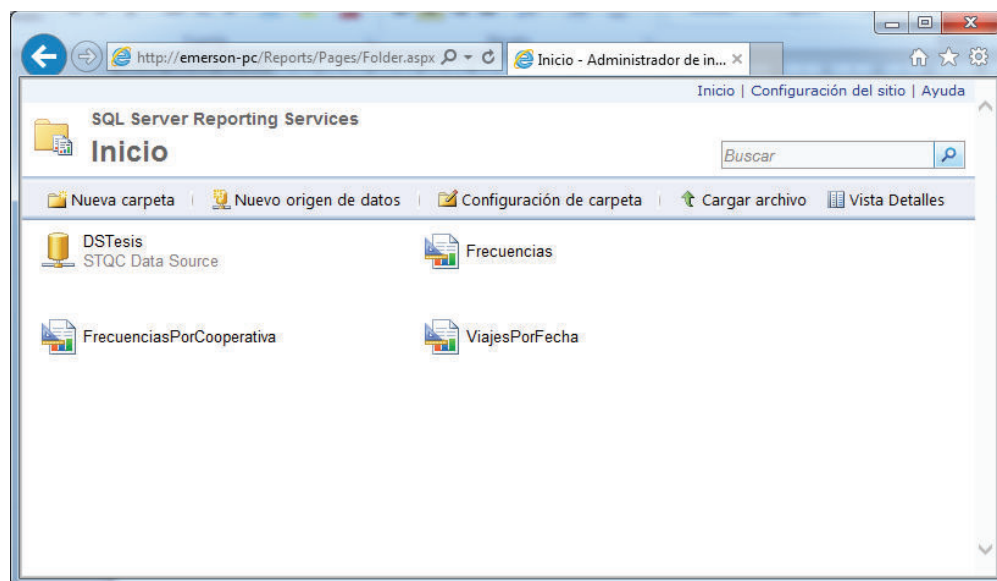 http://emerson-pc/Reports/Pages/Folder.aspx
Inicio - Administrador de in...
Inicio | Configuración del sitio | Ayuda
SQL Server Reporting Services
Inicio
Buscar
Nueva carpeta | Nuevo origen de datos | Configuración de carpeta | Cargar archivo Vista Detalles
DSTesis
STQC Data Source
Frecuencias
FrecuenciasPorCooperativa
ViajesPorFecha